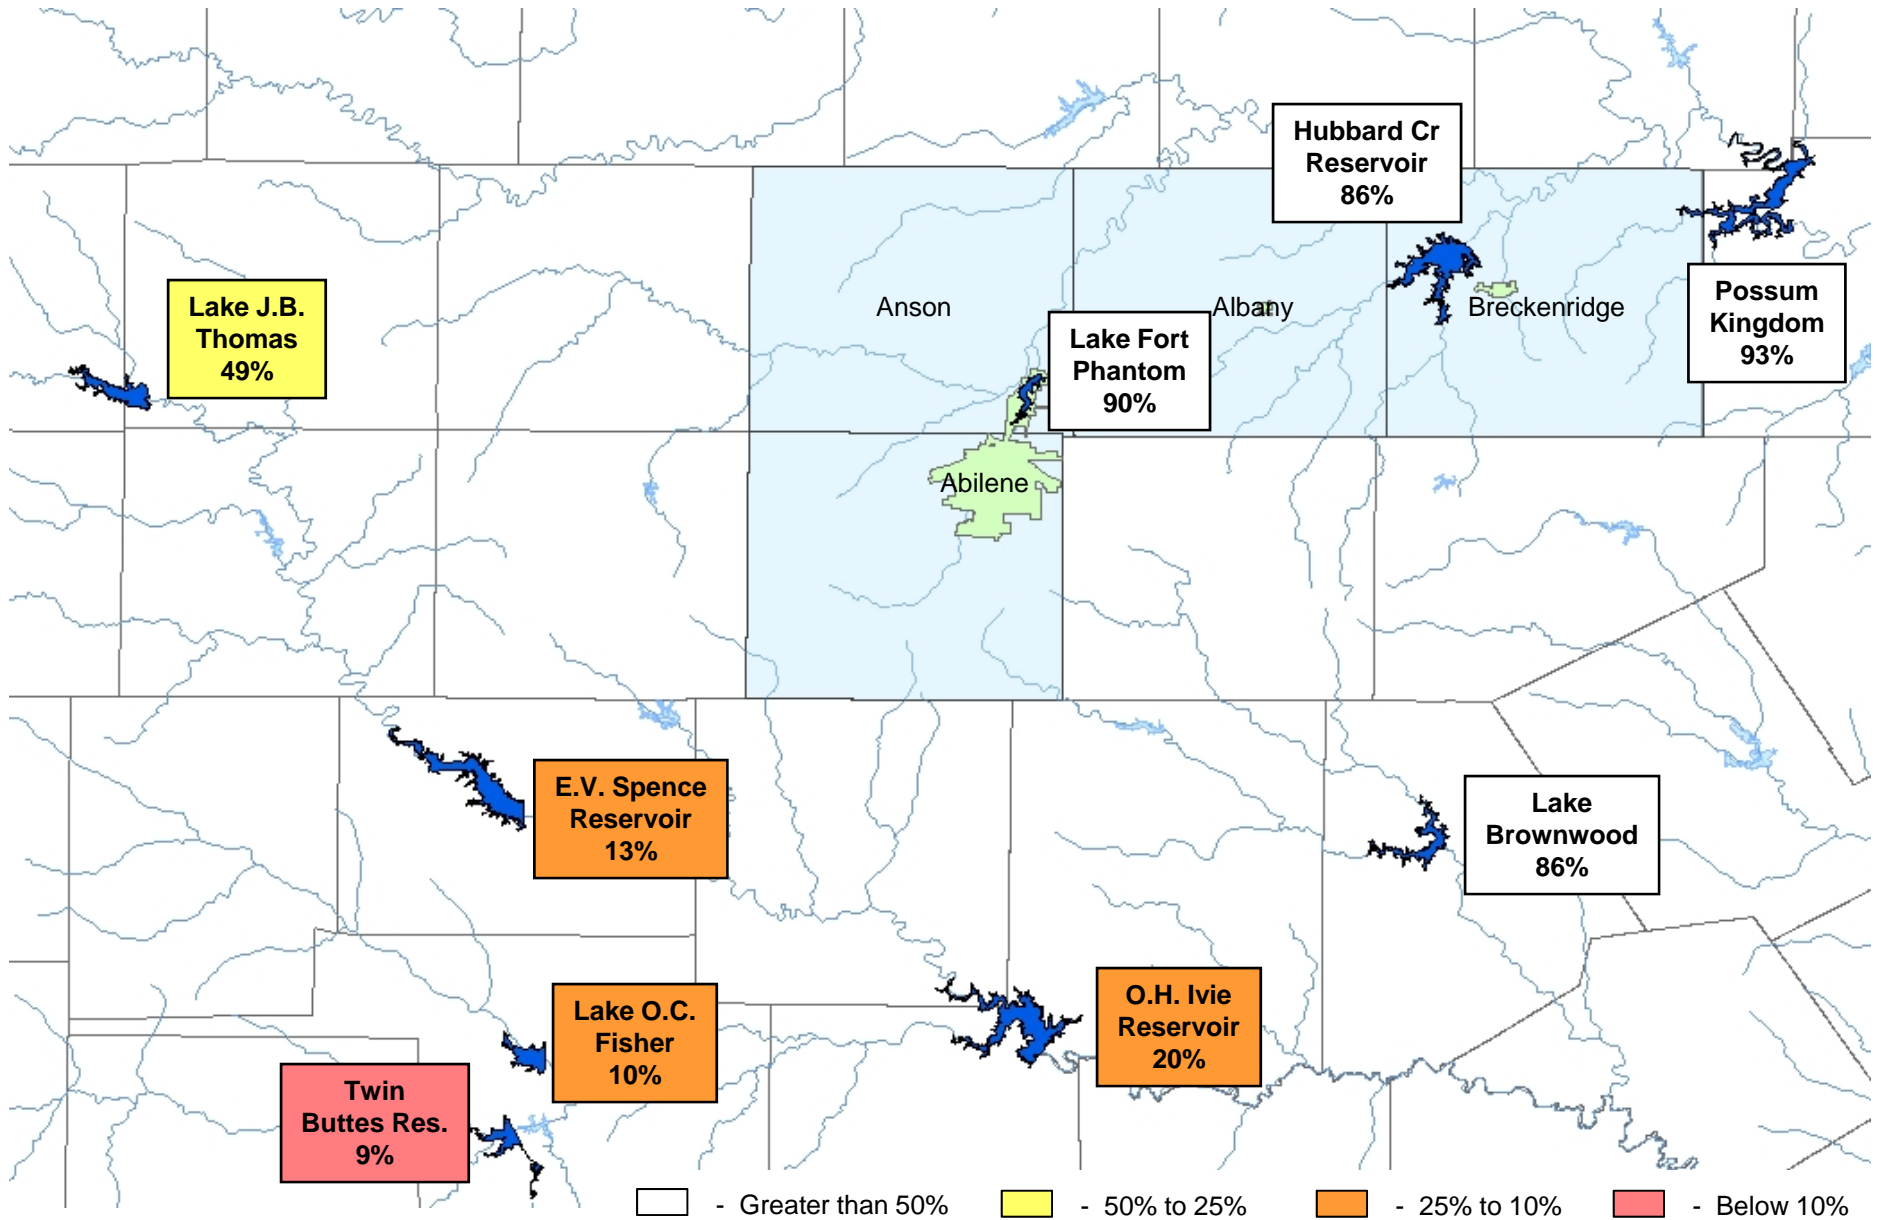 Hubbard Cr
Reservoir
86%
Lake J.B.
Thomas
49%
Anson
Albany
Breckenridge
Possum
Kingdom
93%
Lake Fort
Phantom
90%
Abilene
E.V. Spence
Reservoir
13%
Lake
Brownwood
86%
Lake O.C.
Fisher
10%
O.H. Ivie
Reservoir
20%
Twin
Buttes Res.
9%
- Greater than 50%
- 50% to 25%
- 25% to 10%
- Below 10%